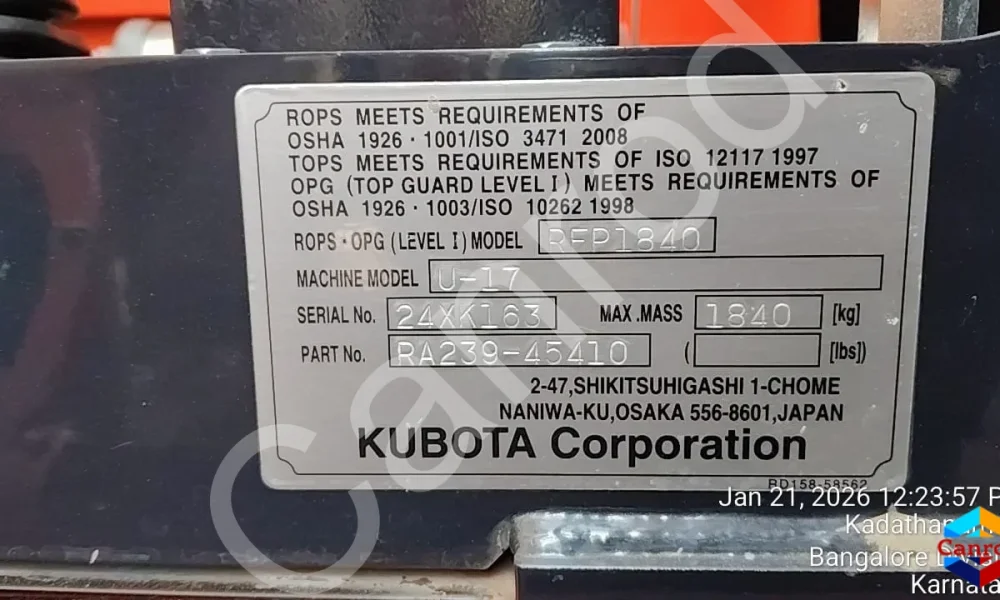 ROPS MEETS REQUIREMENTS OF
OSHA 1926 · 1001/ISO 3471 2008
TOPS MEETS REQUIREMENTS OF ISO 12117 1997
OPG (TOP GUARD LEVEL I) MEETS REQUIREMENTS OF
OSHA 1926 · 1003/ISO 10262 1998
ROPS · OPG (LEVEL I) MODEL RFP1840
MACHINE MODEL U-17
SERIAL No. 24XK163 MAX .MASS 1840 [kg]
PART No. RA239-45410 ( [lbs])
2-47,SHIKITSUHIGASHI 1-CHOME
NANIWA-KU,OSAKA 556-8601,JAPAN
KUBOTA Corporation
RD158-58562
Jan 21, 2026 12:23:57 P
Bangalore
Karnata
Canro